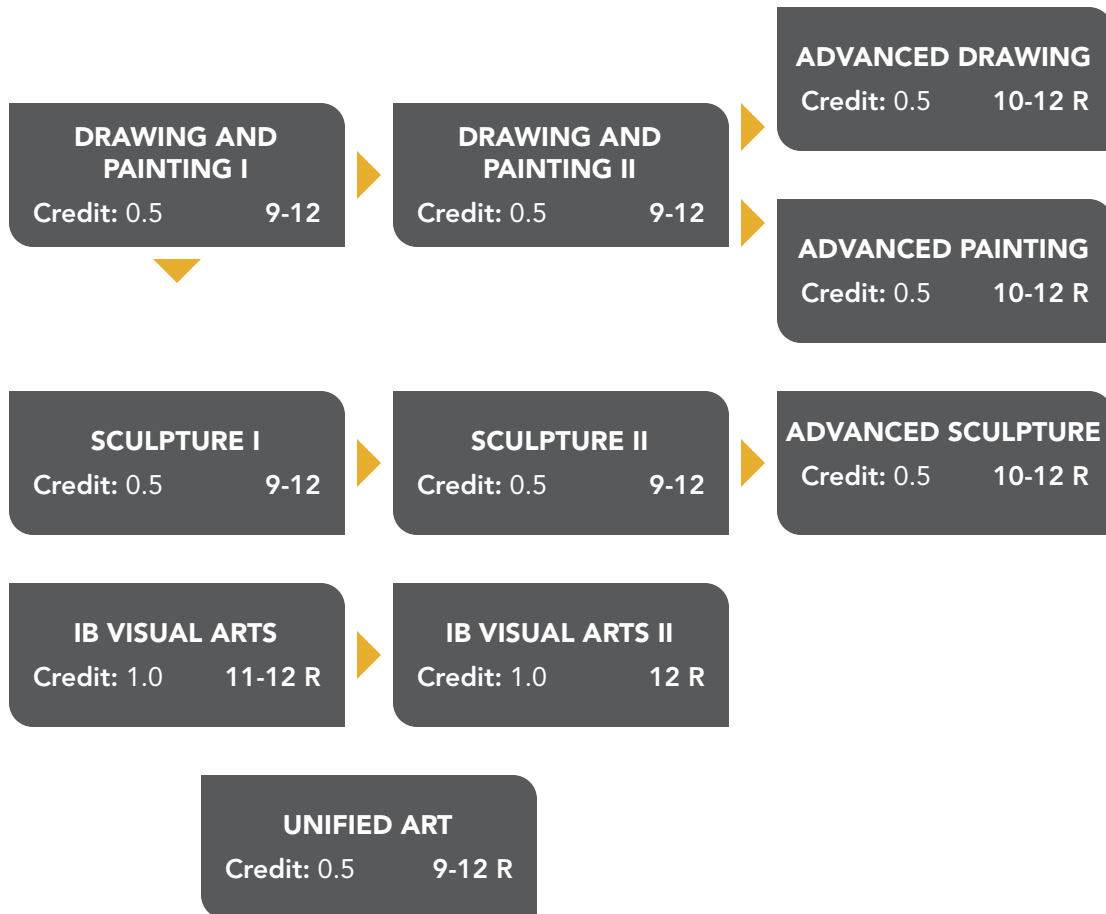 DRAWING AND
PAINTING I
Credit: 0.5 9-12
DRAWING AND
PAINTING II
Credit: 0.5 9-12
ADVANCED DRAWING
Credit: 0.5 10-12 R
ADVANCED PAINTING
Credit: 0.5 10-12 R
SCULPTURE I
Credit: 0.5 9-12
SCULPTURE II
Credit: 0.5 9-12
ADVANCED SCULPTURE
Credit: 0.5 10-12 R
IB VISUAL ARTS
Credit: 1.0 11-12 R
IB VISUAL ARTS II
Credit: 1.0 12 R
UNIFIED ART
Credit: 0.5 9-12 R